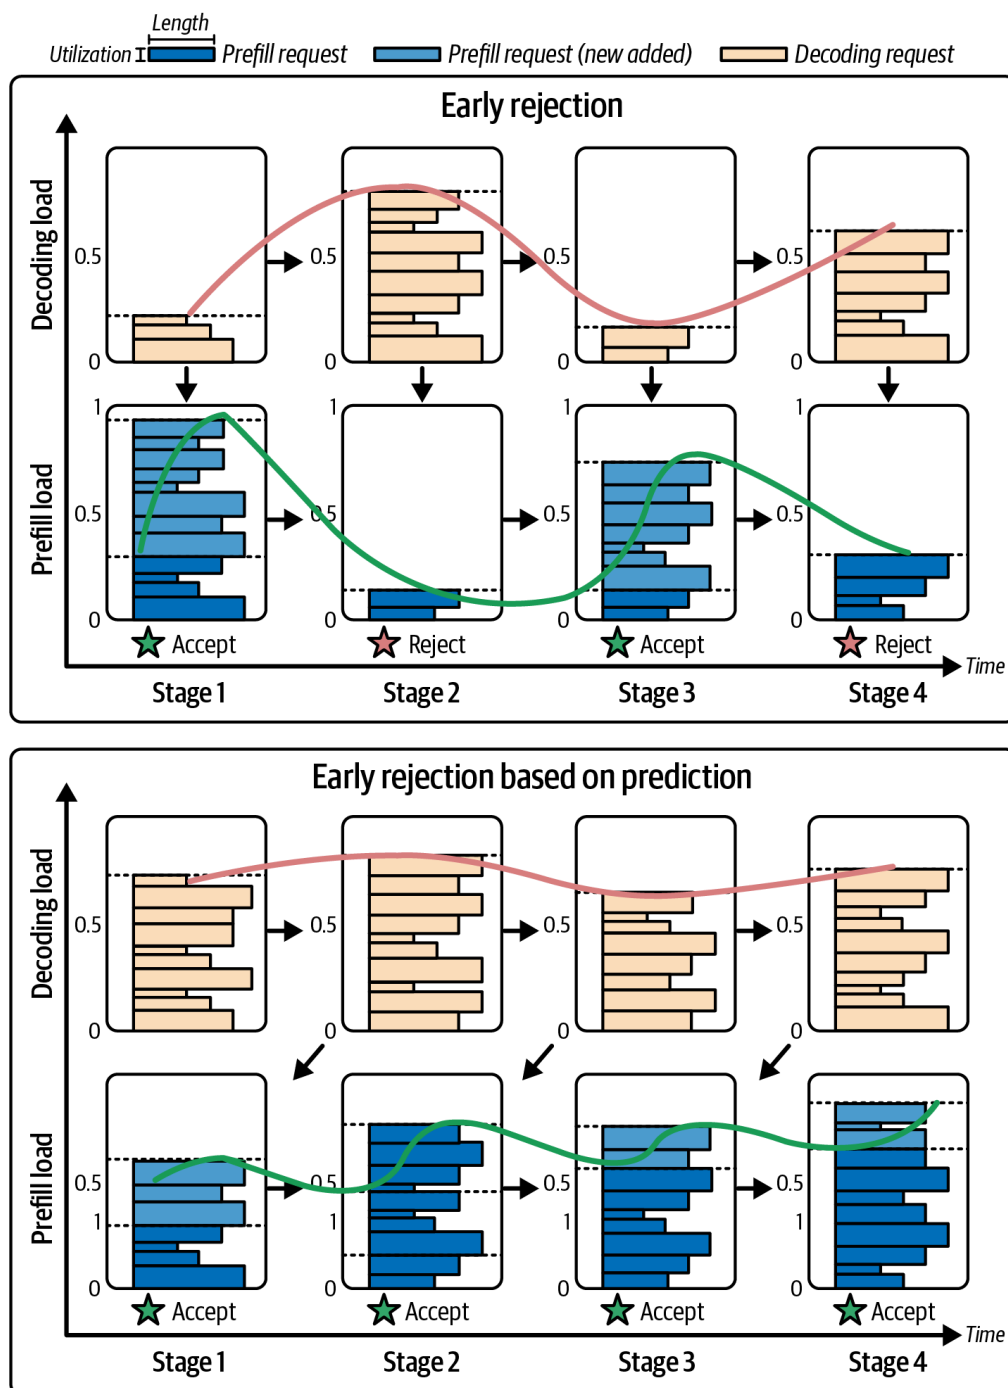 Length
Utilization Prefill request Prefill request (new added) Decoding request
Early rejection
Decoding load
0.5 0.5 0.5 0.5
0 0 0 0
Prefill load
1 1 1 1
0.5 0.5 0.5 0.5
0 0 0 0
Accept Reject Accept Reject
Time
Stage 1 Stage 2 Stage 3 Stage 4
Early rejection based on prediction
Decoding load
0.5 0.5 0.5 0.5
0 0 0 0
Prefill load
0.5 0.5 0.5 0.5
1 1 1 1
0 0 0 0
Accept Accept Accept Accept
Time
Stage 1 Stage 2 Stage 3 Stage 4